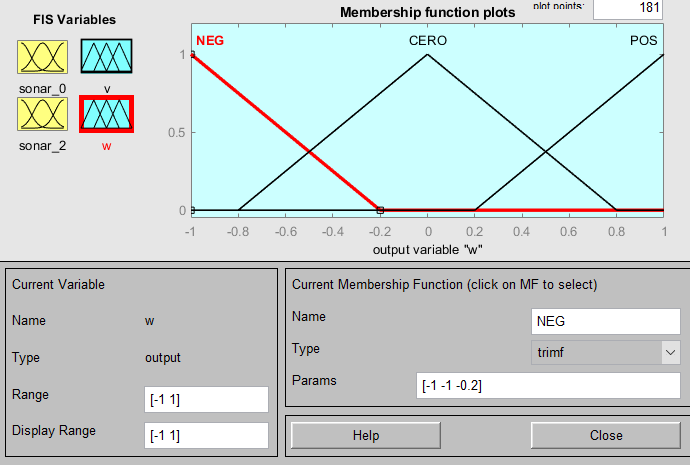 FIS Variables
Membership function plots
plot points:
181
NEG
CERO
POS
1
0.5
0
sonar_0
v
sonar_2
w
-1
-0.8
-0.6
-0.4
-0.2
0
0.2
0.4
0.6
0.8
1
output variable "w"
Current Variable
Name
w
Type
output
Range
[-1 1]
Display Range
[-1 1]
Current Membership Function (click on MF to select)
Name
NEG
Type
trimf
Params
[-1 -1 -0.2]
Help
Close